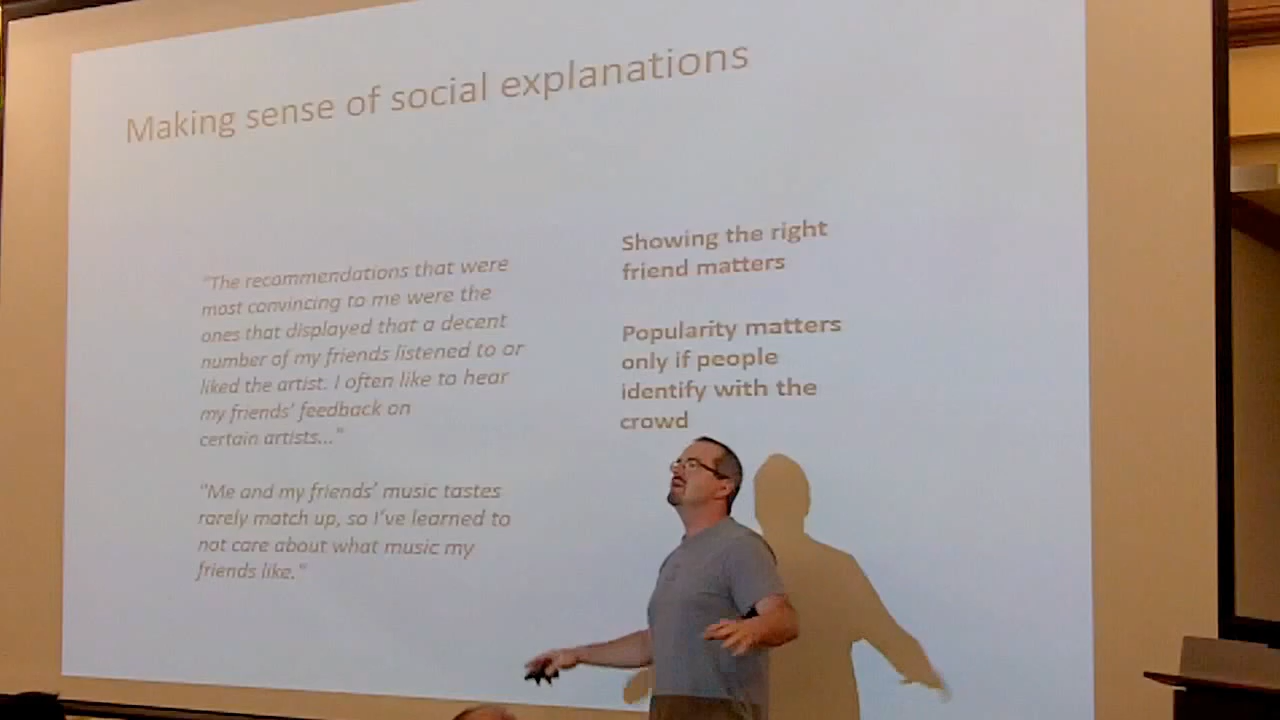 Making sense of social explanations
"The recommendations that were
most convincing to me were the
ones that displayed that a decent
number of my friends listened to or
liked the artist. I often like to hear
my friends' feedback on
certain artists..."
"Me and my friends' music tastes
rarely match up, so I've learned to
not care about what music my
friends like."
Showing the right
friend matters
Popularity matters
only if people
identify with the
crowd